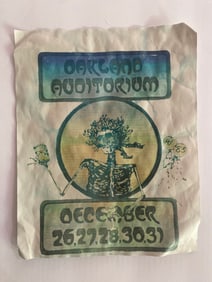 OAKLAND
AUDITORIUM
DECEMBER
26.27.28.30.31